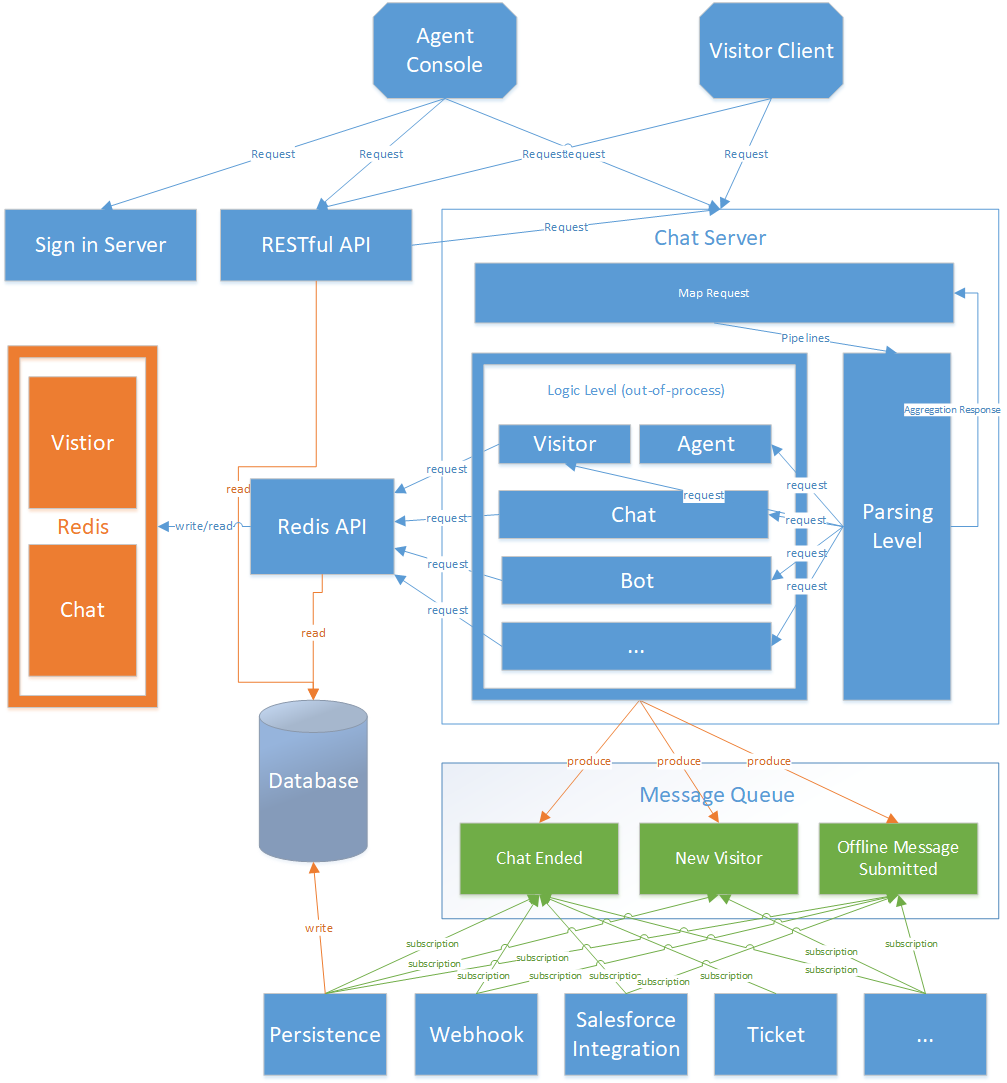 Agent
Console
Visitor Client
Request
Request
Request
equest
Request
Sign in Server
RESTful API
Request
Chat Server
Map Request
Pipelines
Aggregation Response
Logic Level (out-of-process)
Visitor
Agent
Vistior
request
request
read
request
Redis
write/read
Redis API
request
Chat
request
Parsing
Level
request
request
Bot
request
Chat
request
read
...
Database
produce
produce
produce
Message Queue
Chat Ended
New Visitor
Offline Message
Submitted
write
subscription
subscription
subscription
subscription
subscription
subscription
subscription
subscription
subscription
subscription
subscription
Persistence
Webhook
Salesforce
Integration
Ticket
...